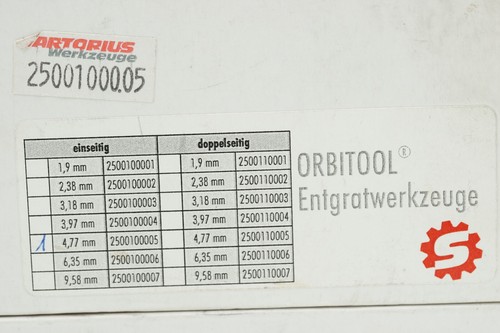 SARTORIUS
Werkzeuge
25001000.05
einseitig doppelseitig
1,9 mm 2500100001 1,9 mm 2500110001
2,38 mm 2500100002 2,38 mm 2500110002
3,18 mm 2500100003 3,18 mm 2500110003
3,97 mm 2500100004 3,97 mm 2500110004
1 4,77 mm 2500100005 4,77 mm 2500110005
6,35 mm 2500100006 6,35 mm 2500110006
9,58 mm 2500100007 9,58 mm 2500110007
ORBITOOL®
Entgratwerkzeuge
S